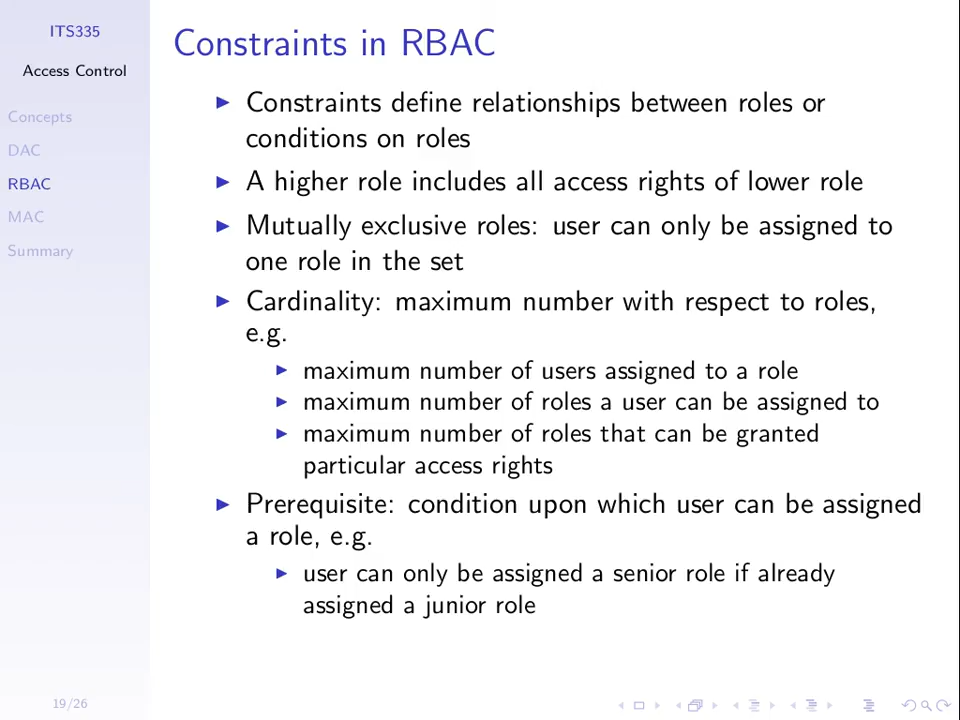 ITS335
Access Control
Concepts
DAC
RBAC
MAC
Summary
Constraints in RBAC
Constraints define relationships between roles or
conditions on roles
A higher role includes all access rights of lower role
Mutually exclusive roles: user can only be assigned to
one role in the set
Cardinality: maximum number with respect to roles,
e.g.
maximum number of users assigned to a role
maximum number of roles a user can be assigned to
maximum number of roles that can be granted
particular access rights
Prerequisite: condition upon which user can be assigned
a role, e.g.
user can only be assigned a senior role if already
assigned a junior role
19/26